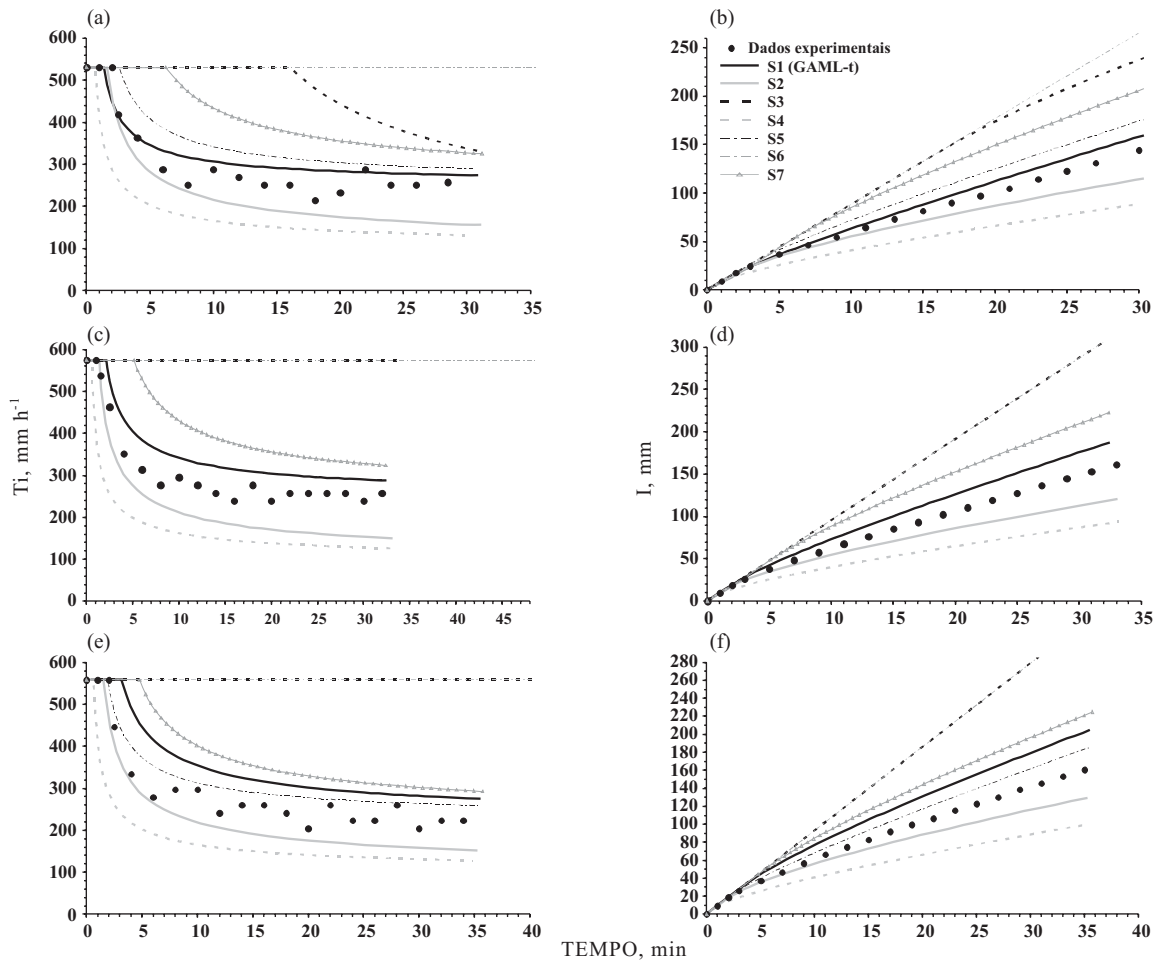 (a)
600
500
400
300
200
100
0
0 5 10 15 20 25 30 35
(b)
250
200
150
100
50
0
0 5 10 15 20 25 30
Dados experimentais
S1 (GAML-t)
S2
S3
S4
S5
S6
S7
(c)
600
500
400
300
200
100
0
0 5 10 15 20 25 30 35 40 45
Ti, mm h-1
(d)
300
250
200
150
100
50
0
0 5 10 15 20 25 30 35
I, mm
(e)
600
500
400
300
200
100
0
0 5 10 15 20 25 30 35 40
(f)
280
260
240
220
200
180
160
140
120
100
80
60
40
20
0
0 5 10 15 20 25 30 35 40
TEMPO, min